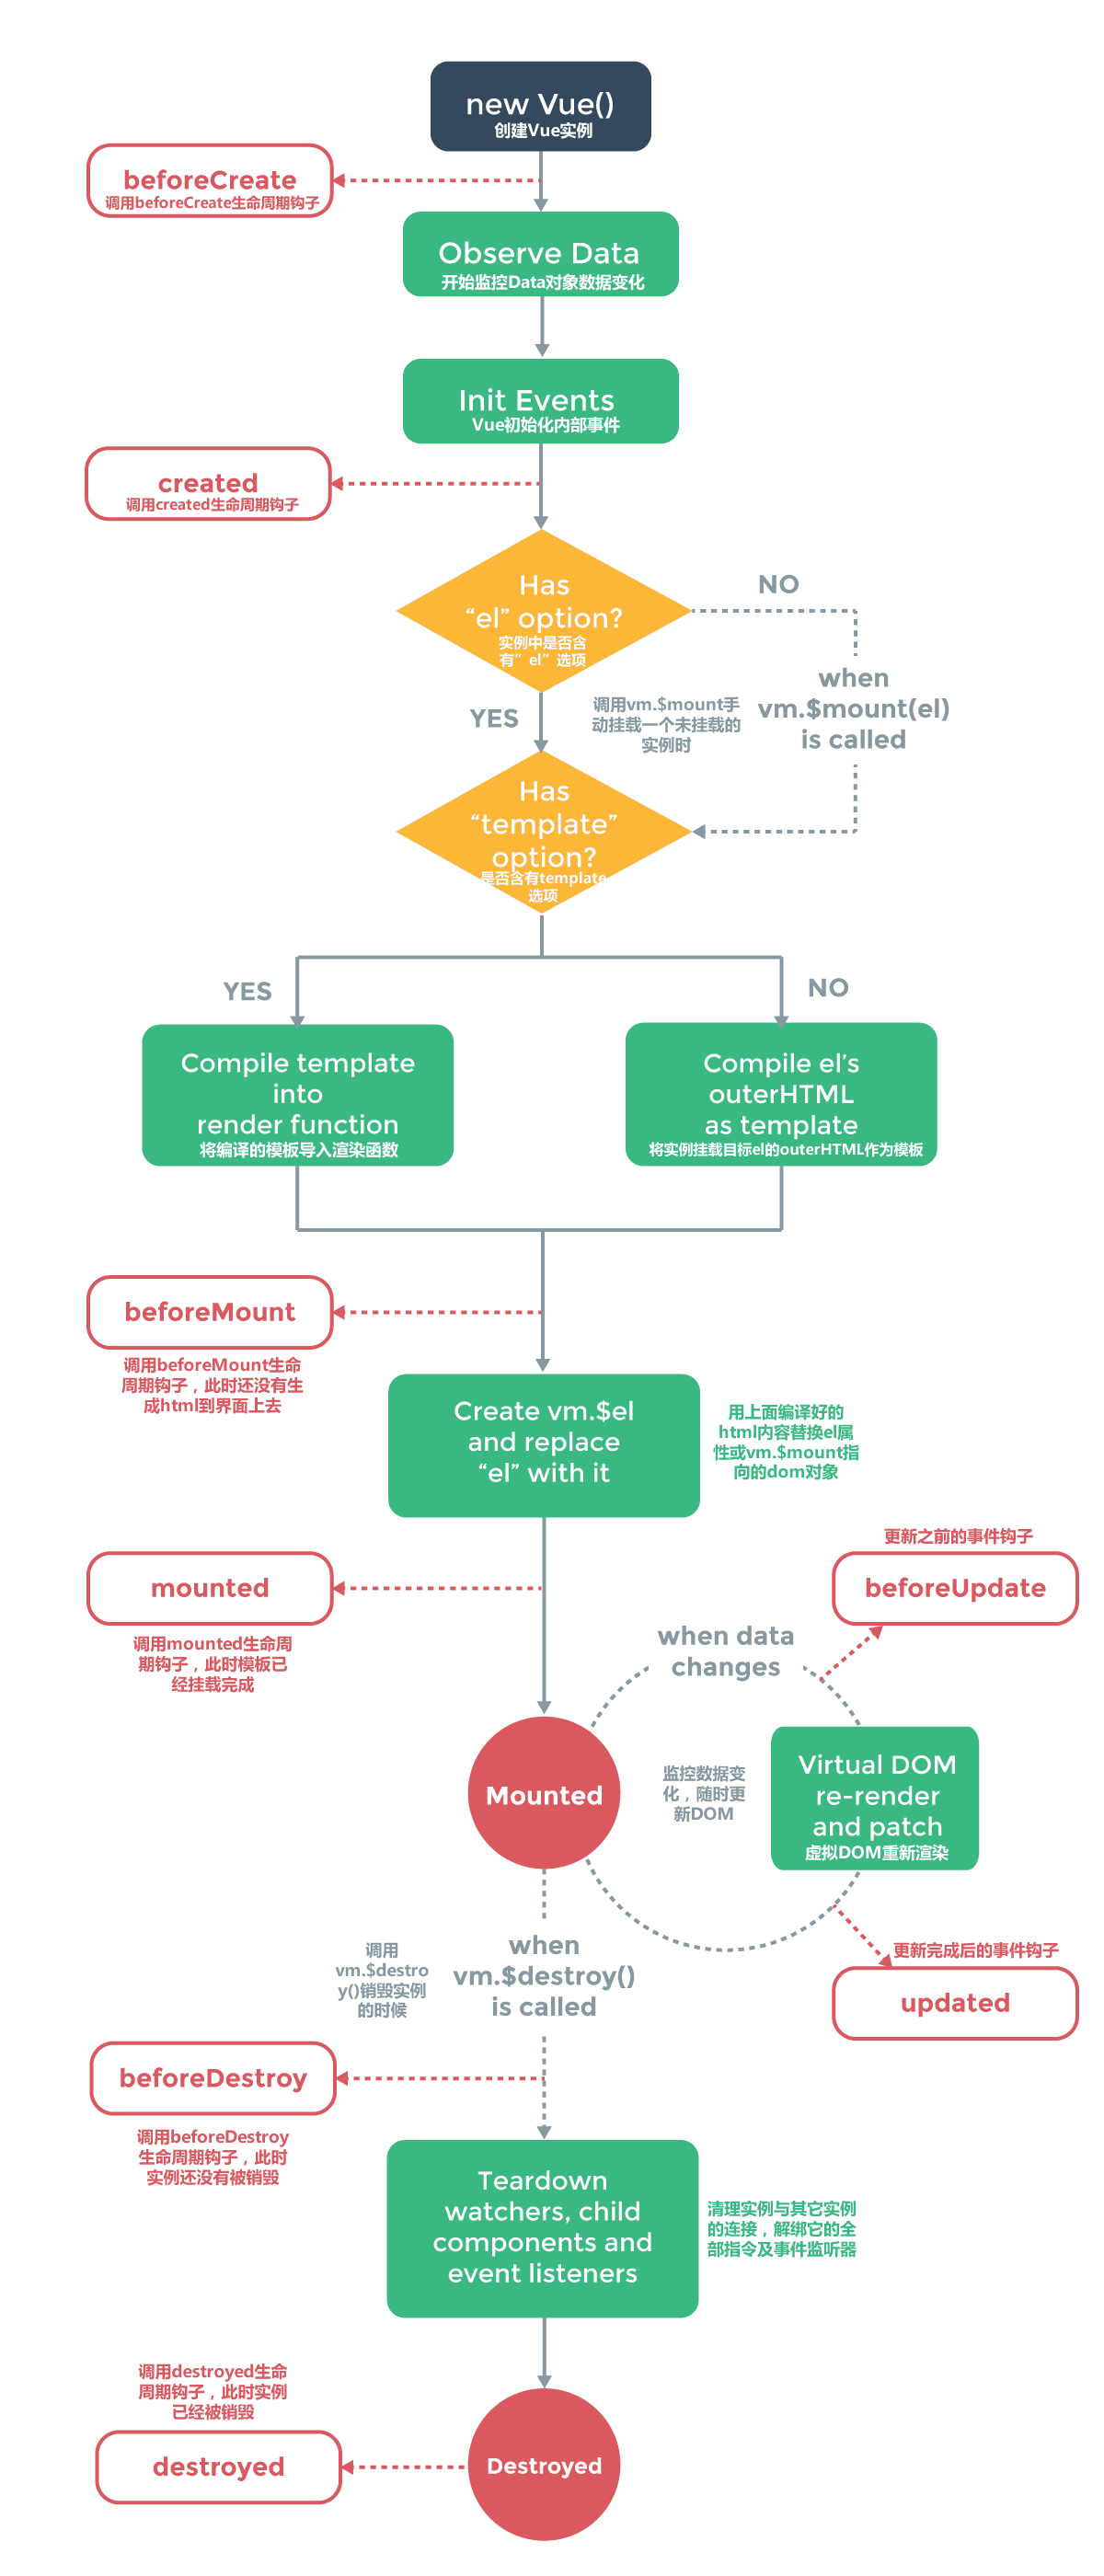 new Vue()
创建Vue实例
beforeCreate
调用beforeCreate生命周期钩子
Observe Data
开始监控Data对象数据变化
Init Events
Vue初始化内部事件
created
调用created生命周期钩子
Has
“el” option?
实例中是否含
有”el”选项
NO
YES
调用vm.$mount手
动挂载一个未挂载的
实例时
when
vm.$mount(el)
is called
Has
“template”
option?
是否含有template
选项
YES
NO
Compile template
into
render function
将编译的模板导入渲染函数
Compile el’s
outerHTML
as template
将实例挂载目标el的outerHTML作为模板
beforeMount
调用beforeMount生命
周期钩子，此时还没有生
成html到界面上去
Create vm.$el
and replace
“el” with it
用上面编译好的
html内容替换el属
性或vm.$mount指
向的dom对象
mounted
调用mounted生命周
期钩子，此时模板已
经挂载完成
更新之前的事件钩子
beforeUpdate
when data
changes
Mounted
监控数据变
化，随时更
新DOM
Virtual DOM
re-render
and patch
虚拟DOM重新渲染
更新完成后的事件钩子
updated
调用
vm.$destro
y()销毁实例
的时候
when
vm.$destroy()
is called
beforeDestroy
调用beforeDestroy
生命周期钩子，此时
实例还没有被销毁
Teardown
watchers, child
components and
event listeners
清理实例与其它实例
的连接，解绑它的全
部指令及事件监听器
调用destroyed生命
周期钩子，此时实例
已经被销毁
destroyed
Destroyed